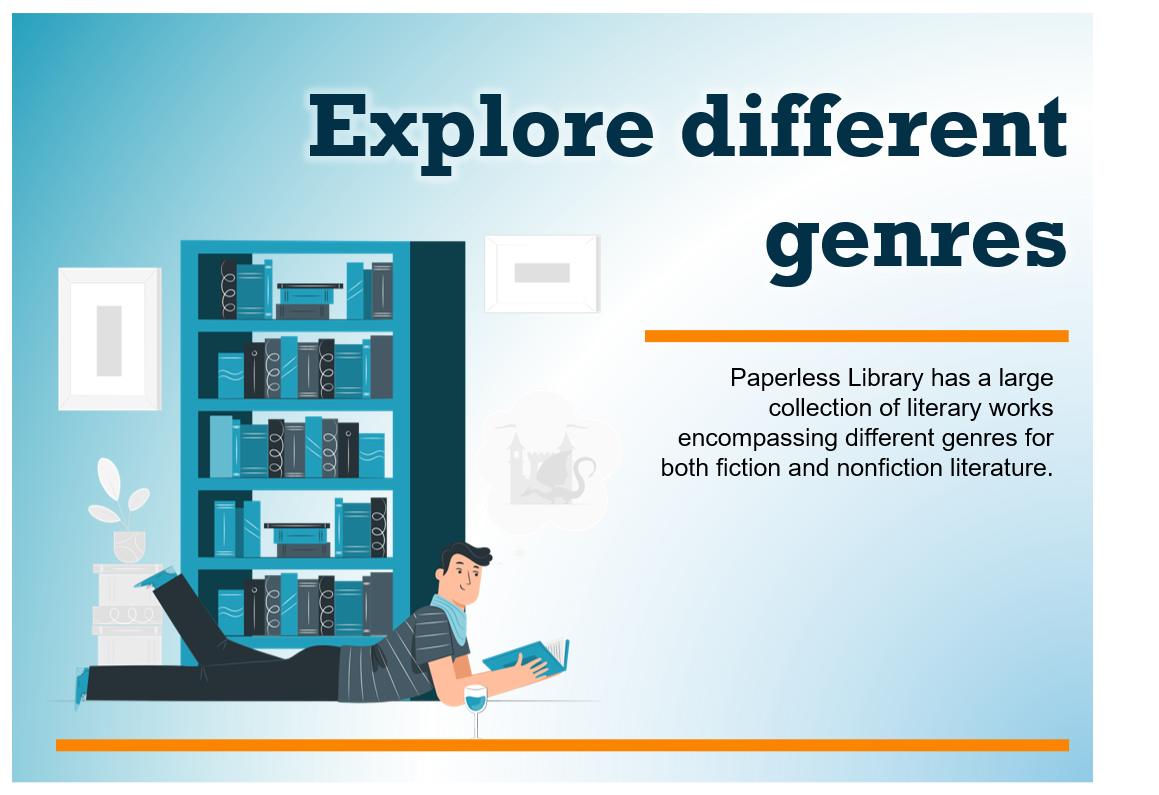 Explore different
genres
Paperless Library has a large
collection of literary works
encompassing different genres for
both fiction and nonfiction literature.